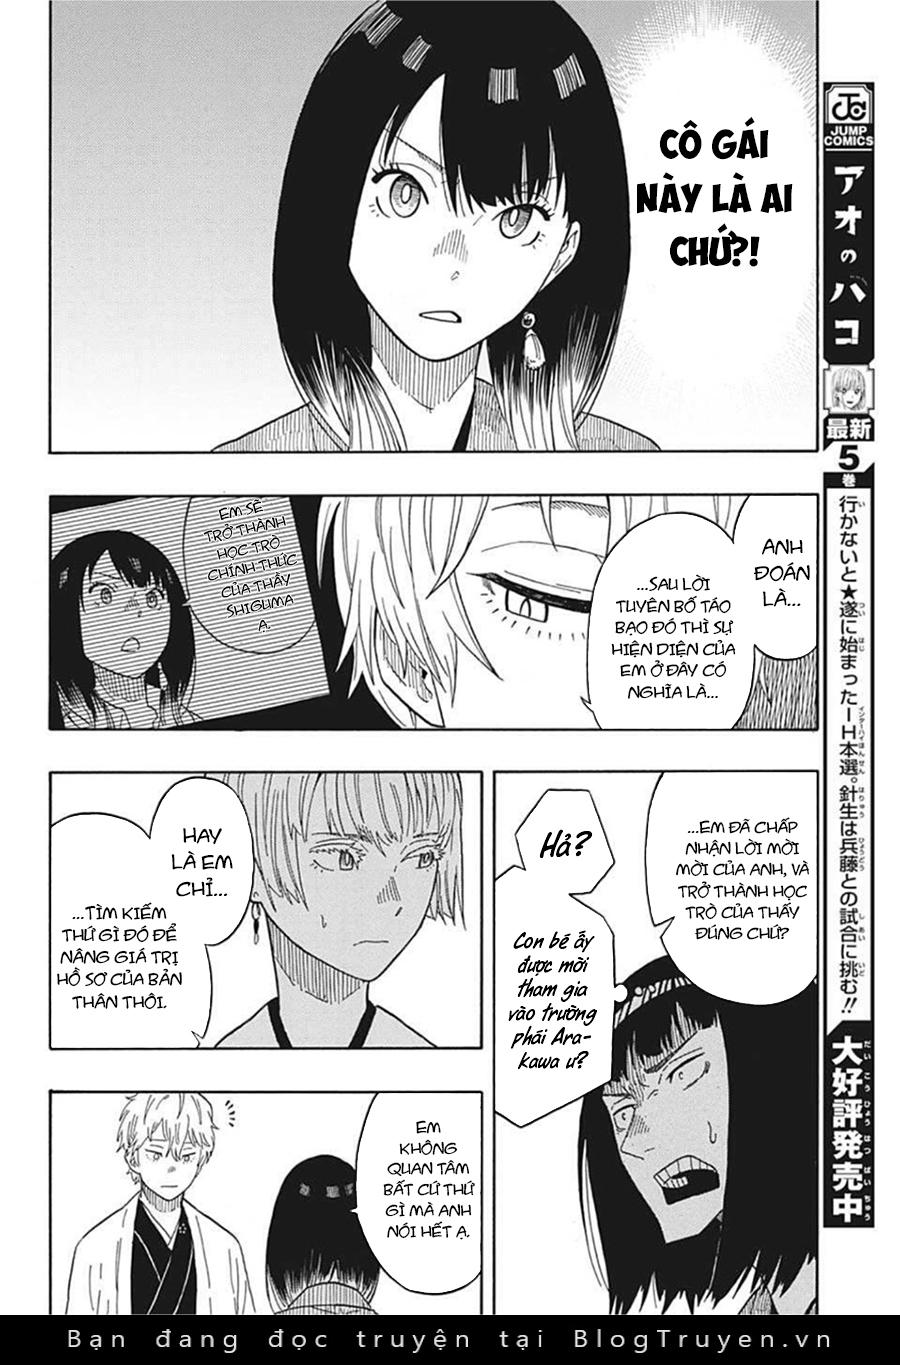 CÔ GÁI
NÀY LÀ AI
CHỨ?!
ANH
ĐOÁN
LÀ...
...SAU LỜI
TUYÊN BỐ TÁO
BẠO ĐÓ THÌ SỰ
HIỆN DIỆN CỦA
EM Ở ĐÂY CÓ
NGHĨA LÀ...
EM SẼ
TRỞ THÀNH
HỌC TRÒ
CHÍNH THỨC
CỦA THẦY
SHIGUMA
Ạ.
...EM ĐÃ CHẤP
NHẬN LỜI MỜI
MỜI CỦA ANH, VÀ
TRỞ THÀNH HỌC
TRÒ CỦA THẤY
ĐÚNG CHỨ?
Hả?
Con bé ấy
được mời
tham gia
vào trường
phái Ara-
kawa ư?
HAY
LÀ EM
CHỈ...
...TÌM KIẾM
THỨ GÌ ĐÓ ĐỂ
NÂNG GIÁ TRỊ
HỒ SƠ CỦA BẢN
THÂN THÔI.
EM
KHÔNG
QUAN TÂM
BẤT CỨ THỨ
GÌ MÀ ANH
NÓI HẾT Ạ.
JC
JUMP
COMICS
アオのハコ
最新
5
巻
行かないと★遂に始まったIH本選。針生は兵藤との試合に挑む!!
大好評発売中
Bạn đang đọc truyện tại BlogTruyen.vn